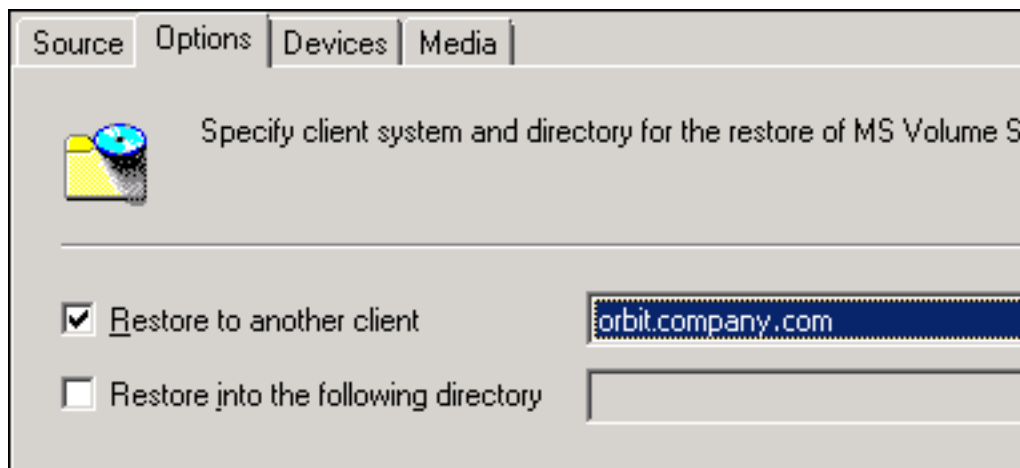 Source Options Devices Media
Specify client system and directory for the restore of MS Volume S
Restore to another client orbit.company.com
Restore into the following directory